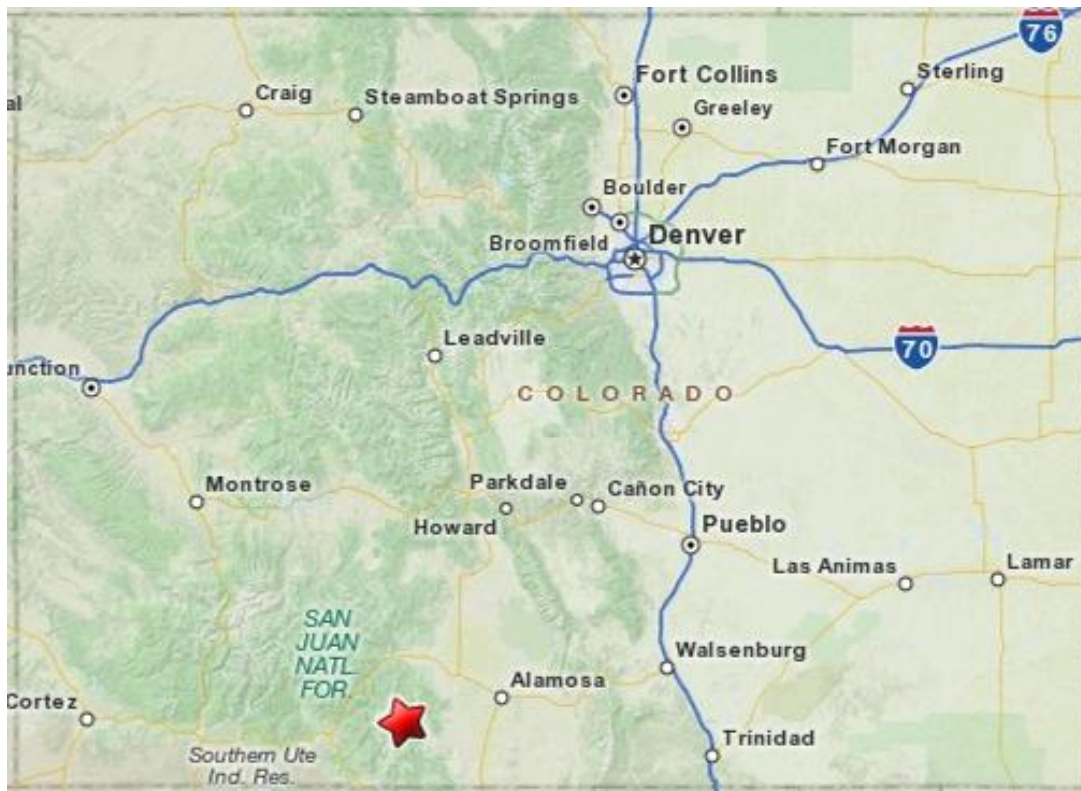 76
Sterling
Fort Collins
Craig
Steamboat Springs
Greeley
al
Fort Morgan
Boulder
Denver
Broomfield
Leadville
70
unction
COLORADO
Montrose
Parkdale
Cañon City
Howard
Pueblo
Las Animas
Lamar
SAN
JUAN
NATL.
FOR.
Walsenburg
Alamosa
Cortez
Trinidad
Southern Ute
Ind. Res.